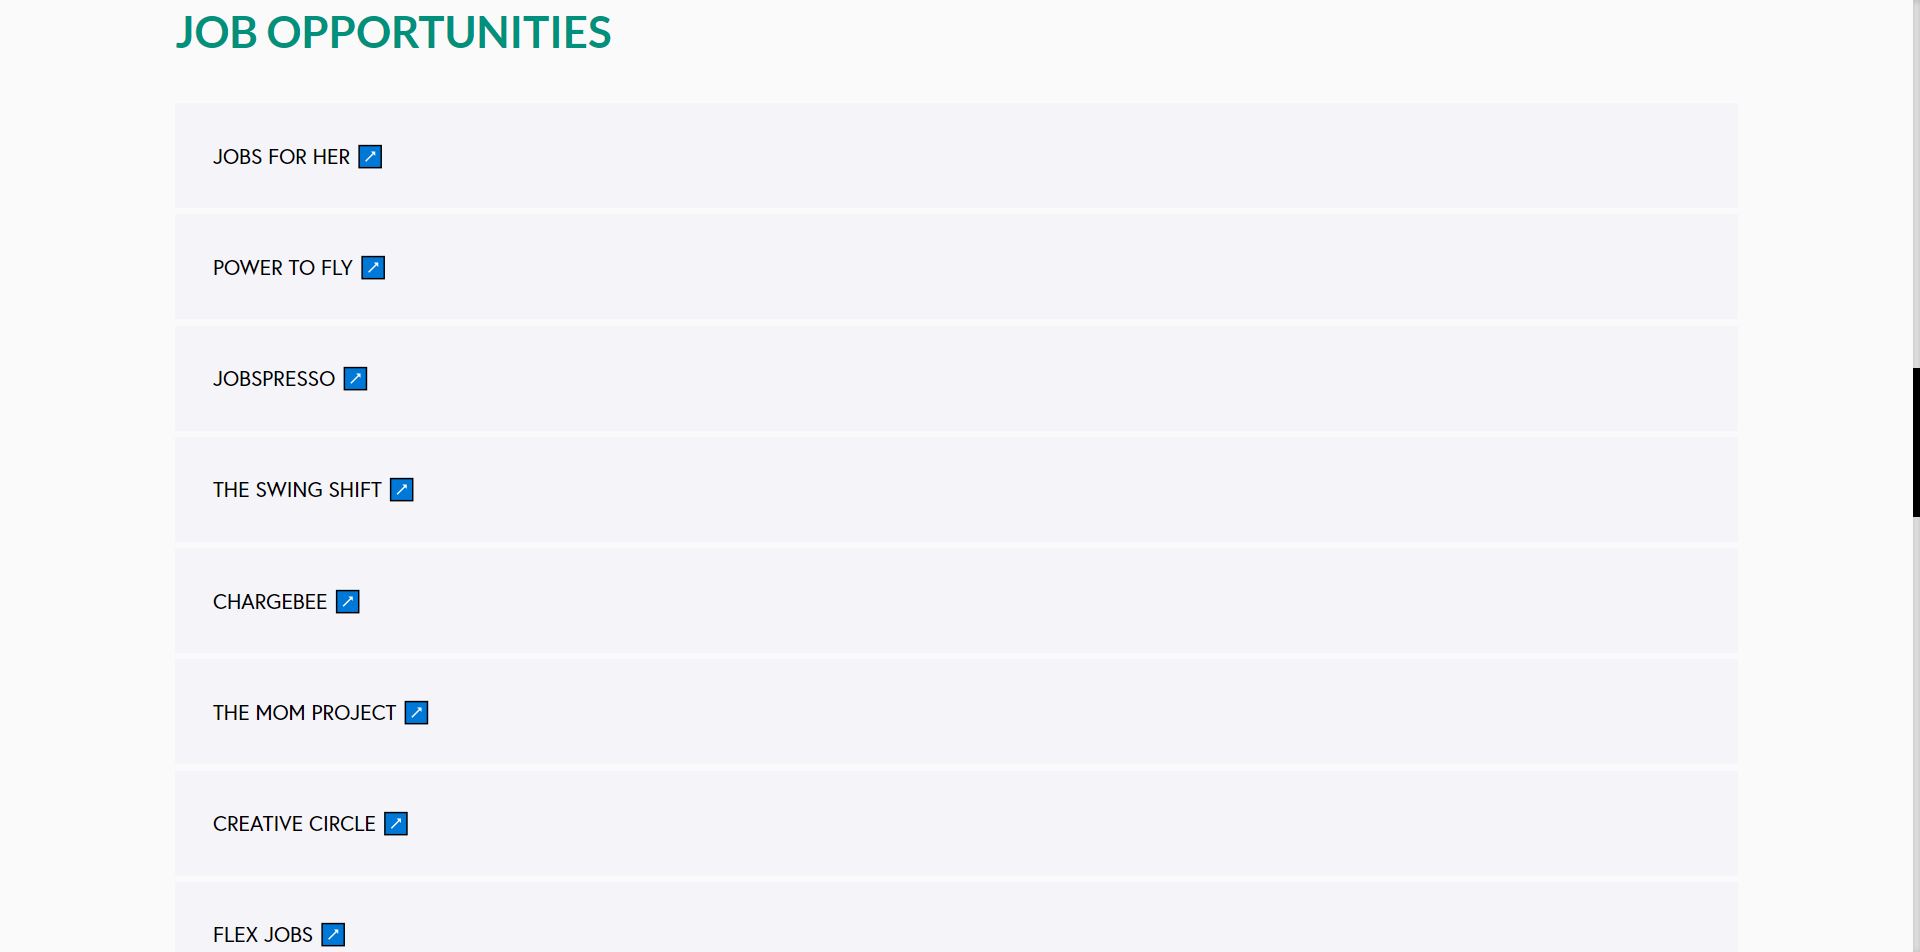 JOB OPPORTUNITIES
JOBS FOR HER ↗
POWER TO FLY ↗
JOBSPRESSO ↗
THE SWING SHIFT ↗
CHARGEBEE ↗
THE MOM PROJECT ↗
CREATIVE CIRCLE ↗
FLEX JOBS ↗